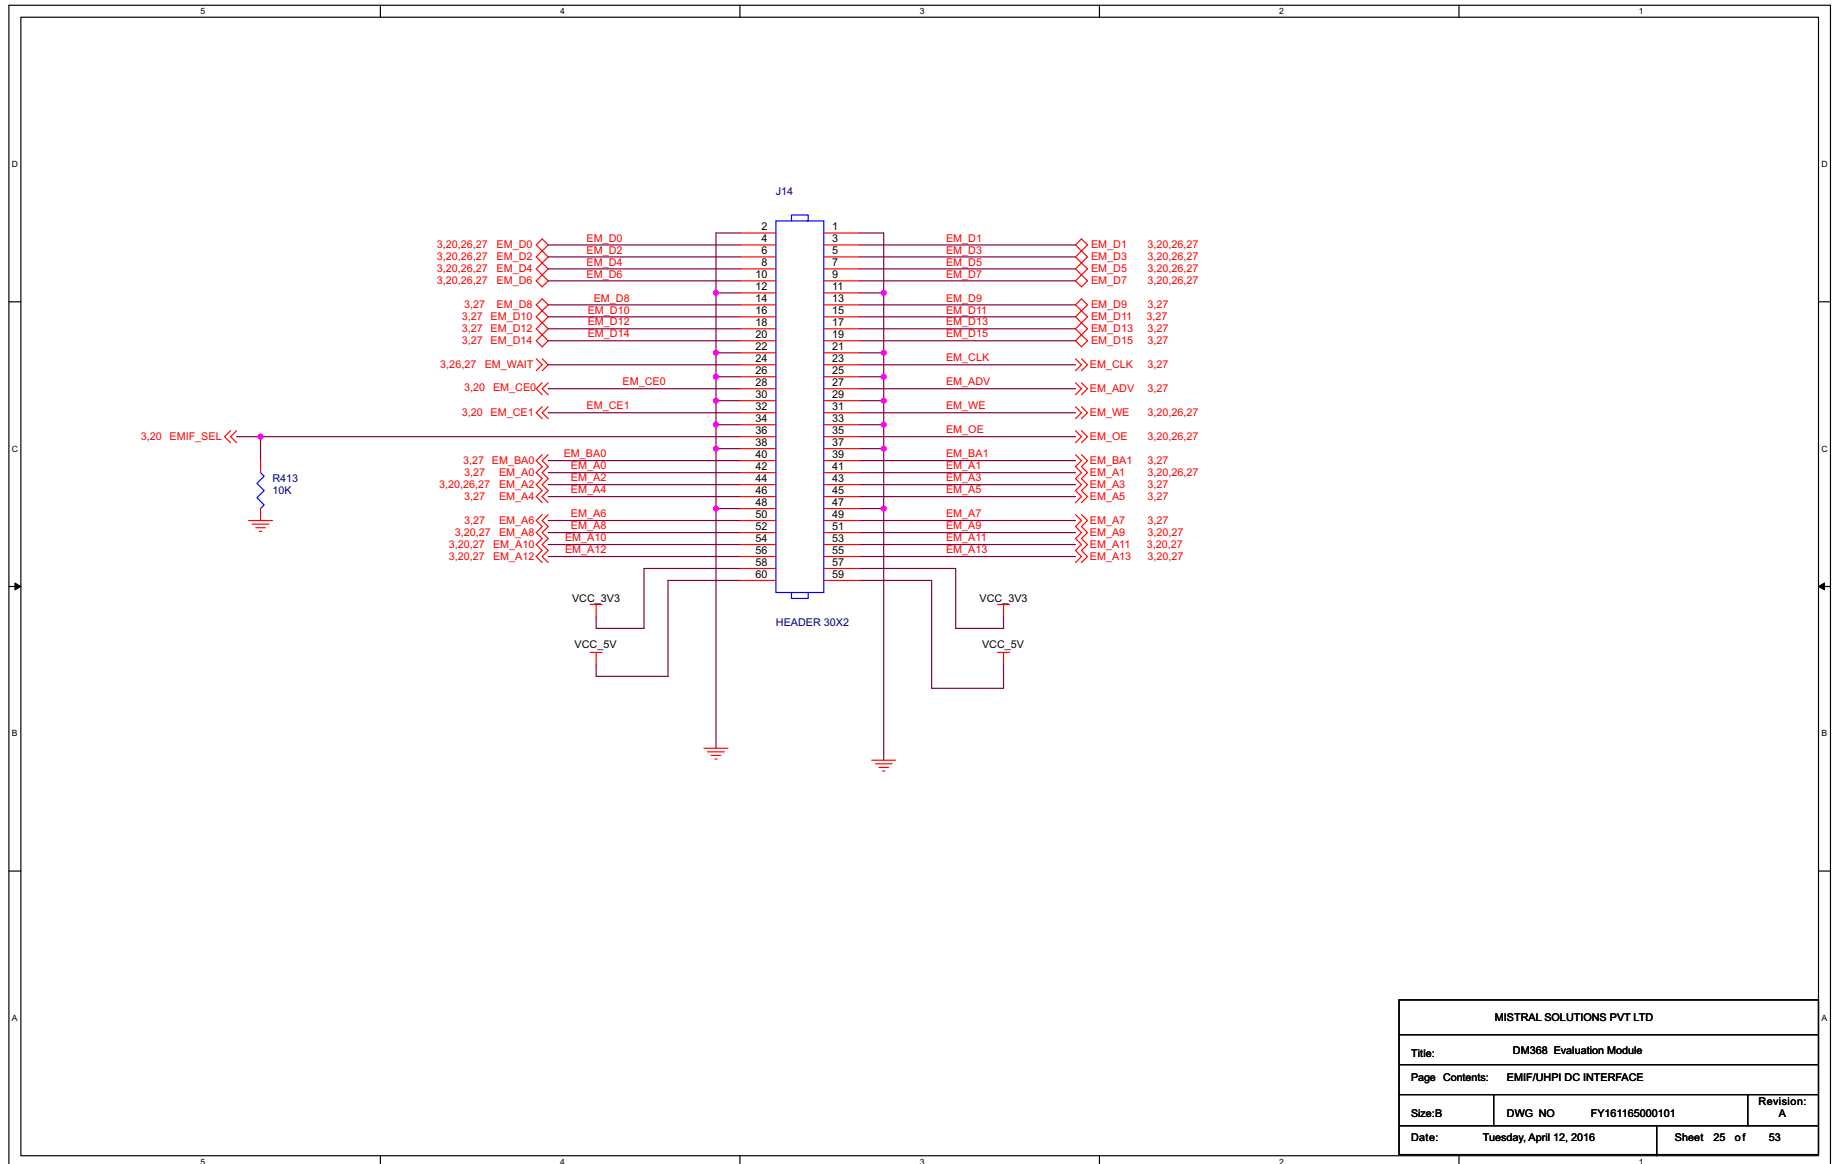 5 4 3 2 1
D D
J14
2 1
3,20,26,27 EM_D0 EM_D0 4 3 EM_D1 EM_D1 3,20,26,27
3,20,26,27 EM_D2 EM_D2 6 5 EM_D3 EM_D3 3,20,26,27
3,20,26,27 EM_D4 EM_D4 8 7 EM_D5 EM_D5 3,20,26,27
3,20,26,27 EM_D6 EM_D6 10 9 EM_D7 EM_D7 3,20,26,27
12 11
3,27 EM_D8 EM_D8 14 13 EM_D9 EM_D9 3,27
3,27 EM_D10 EM_D10 16 15 EM_D11 EM_D11 3,27
3,27 EM_D12 EM_D12 18 17 EM_D13 EM_D13 3,27
3,27 EM_D14 EM_D14 20 19 EM_D15 EM_D15 3,27
22 21
3,26,27 EM_WAIT 24 23 EM_CLK EM_CLK 3,27
26 25
3,20 EM_CE0 EM_CE0 28 27 EM_ADV EM_ADV 3,27
30 29
3,20 EM_CE1 EM_CE1 32 31 EM_WE EM_WE 3,20,26,27
34 33
3,20 EMIF_SEL 36 35 EM_OE EM_OE 3,20,26,27
C 38 37 C
3,27 EM_BA0 EM_BA0 40 39 EM_BA1 EM_BA1 3,27
3,27 EM_A0 EM_A0 42 41 EM_A1 EM_A1 3,20,26,27
R413
3,20,26,27 EM_A2 EM_A2 44 43 EM_A3 EM_A3 3,27
10K
3,27 EM_A4 EM_A4 46 45 EM_A5 EM_A5 3,27
48 47
3,27 EM_A6 EM_A6 50 49 EM_A7 EM_A7 3,27
3,20,27 EM_A8 EM_A8 52 51 EM_A9 EM_A9 3,20,27
3,20,27 EM_A10 EM_A10 54 53 EM_A11 EM_A11 3,20,27
3,20,27 EM_A12 EM_A12 56 55 EM_A13 EM_A13 3,20,27
58 57
60 59
VCC_3V3 VCC_3V3
HEADER 30X2
VCC_5V VCC_5V
B B
A A
MISTRAL SOLUTIONS PVT LTD
Title: DM368 Evaluation Module
Page Contents: EMIF/UHPI DC INTERFACE
Size:B DWG NO FY161165000101 Revision: A
Date: Tuesday, April 12, 2016 Sheet 25 of 53
5 4 3 2 1